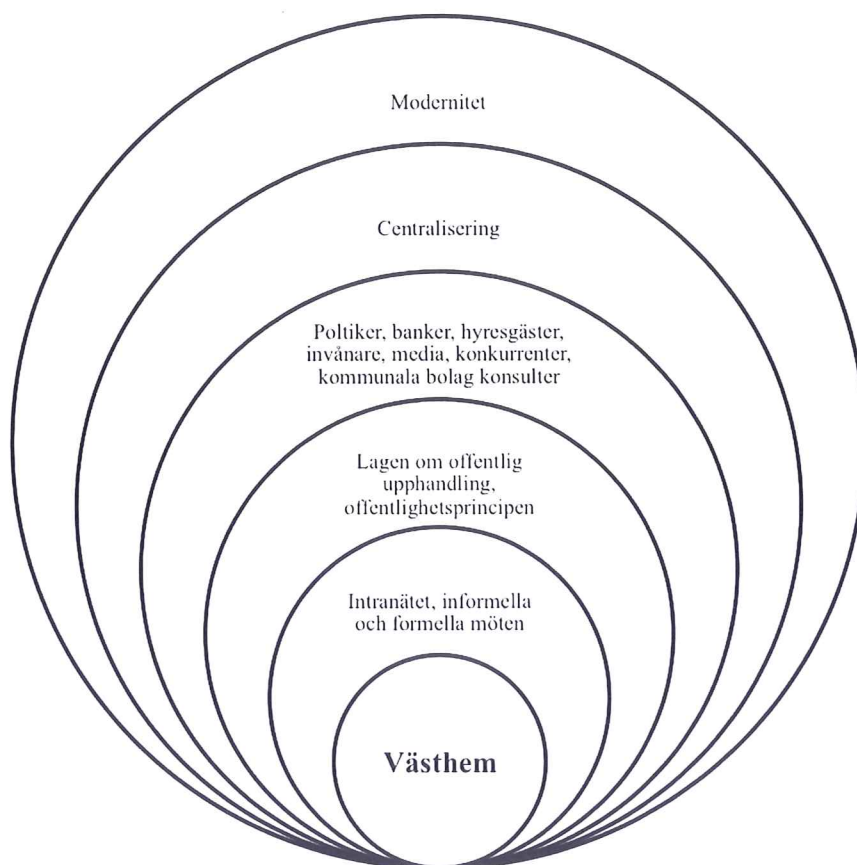 Modernitet
Centralisering
Poltiker, banker, hyresgäster,
invånare, media, konkurrenter,
kommunala bolag konsulter
Lagen om offentlig
upphandling,
offentlighetsprincipen
Intranätet, informella
och formella möten
Västhem